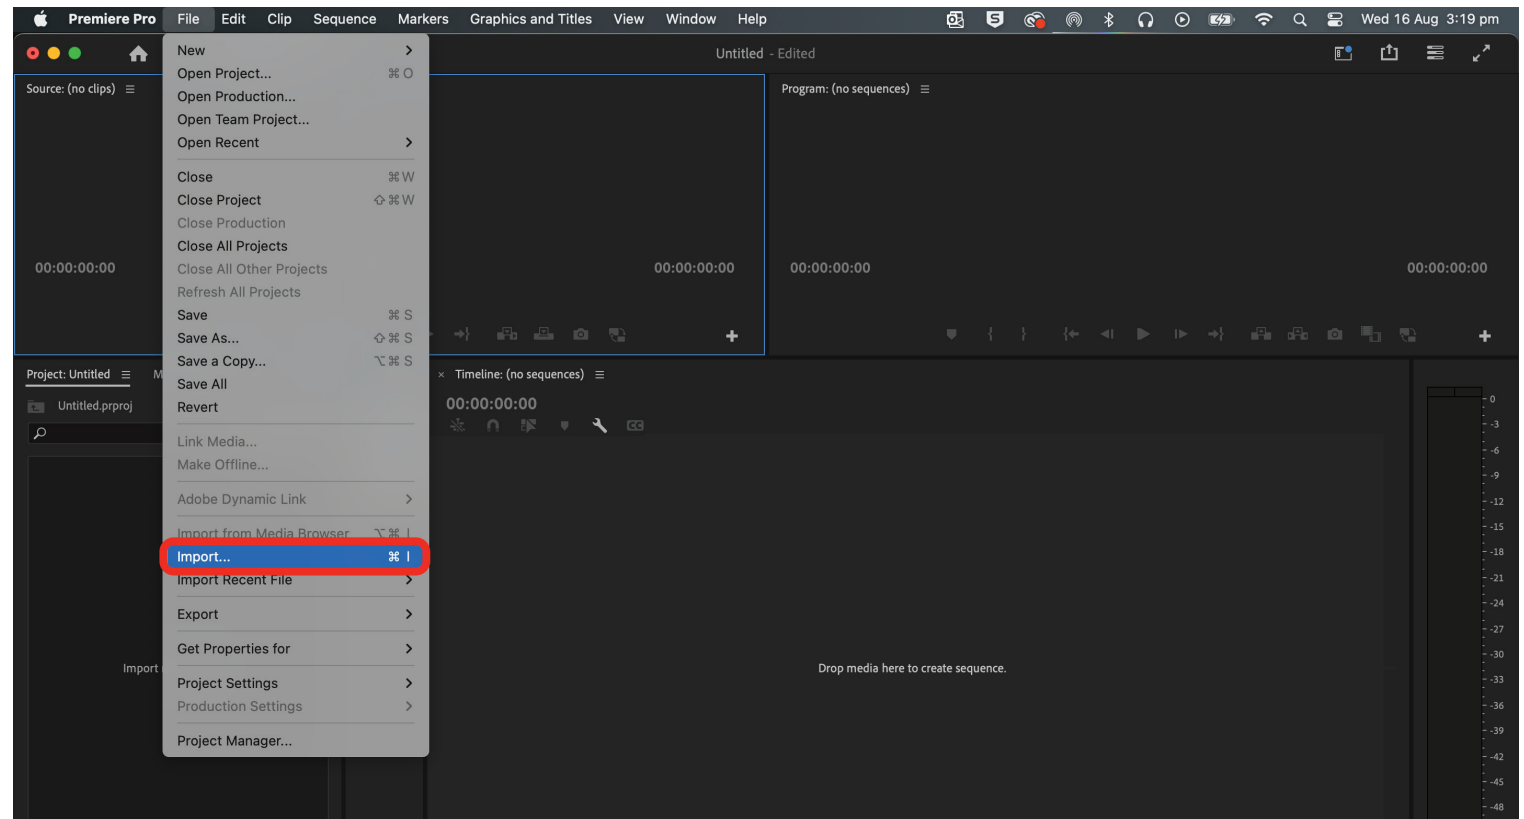 Premiere Pro File Edit Clip Sequence Markers Graphics and Titles View Window Help Wed 16 Aug 3:19 pm
Untitled - Edited
New
Open Project... ⌘ O
Open Production...
Open Team Project...
Open Recent
Close ⌘ W
Close Project ⇧ ⌘ W
Close Production
Close All Projects
Close All Other Projects
Refresh All Projects
Save ⌘ S
Save As... ⇧ ⌘ S
Save a Copy... ⌥ ⌘ S
Save All
Revert
Link Media...
Make Offline...
Adobe Dynamic Link
Import from Media Browser ⌥ ⌘ I
Import... ⌘ I
Import Recent File
Export
Get Properties for
Project Settings
Production Settings
Project Manager...
Source: (no clips)
00:00:00:00
00:00:00:00
Program: (no sequences)
00:00:00:00
00:00:00:00
Project: Untitled M
Untitled.prproj
Import
× Timeline: (no sequences)
00:00:00:00
CC
Drop media here to create sequence.
0
-3
-6
-9
-12
-15
-18
-21
-24
-27
-30
-33
-36
-39
-42
-45
-48